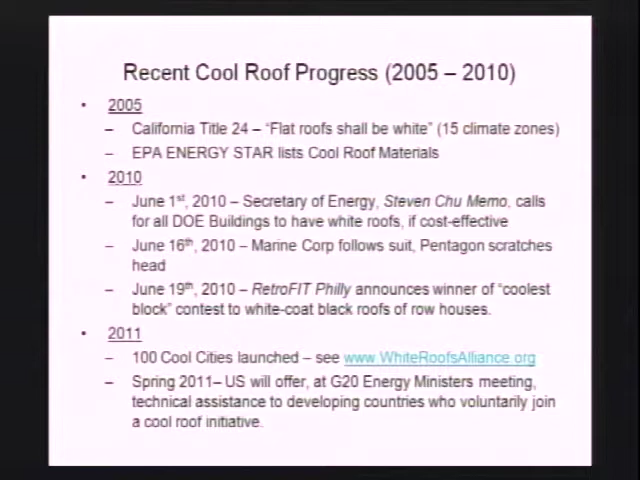 Recent Cool Roof Progress (2005 – 2010)
• 2005
– California Title 24 – “Flat roofs shall be white” (15 climate zones)
– EPA ENERGY STAR lists Cool Roof Materials
• 2010
– June 1st, 2010 – Secretary of Energy, Steven Chu Memo, calls
for all DOE Buildings to have white roofs, if cost-effective
– June 16th, 2010 – Marine Corp follows suit, Pentagon scratches
head
– June 19th, 2010 – RetroFIT Philly announces winner of “coolest
block” contest to white-coat black roofs of row houses.
• 2011
– 100 Cool Cities launched – see www.WhiteRoofsAlliance.org
– Spring 2011– US will offer, at G20 Energy Ministers meeting,
technical assistance to developing countries who voluntarily join
a cool roof initiative.